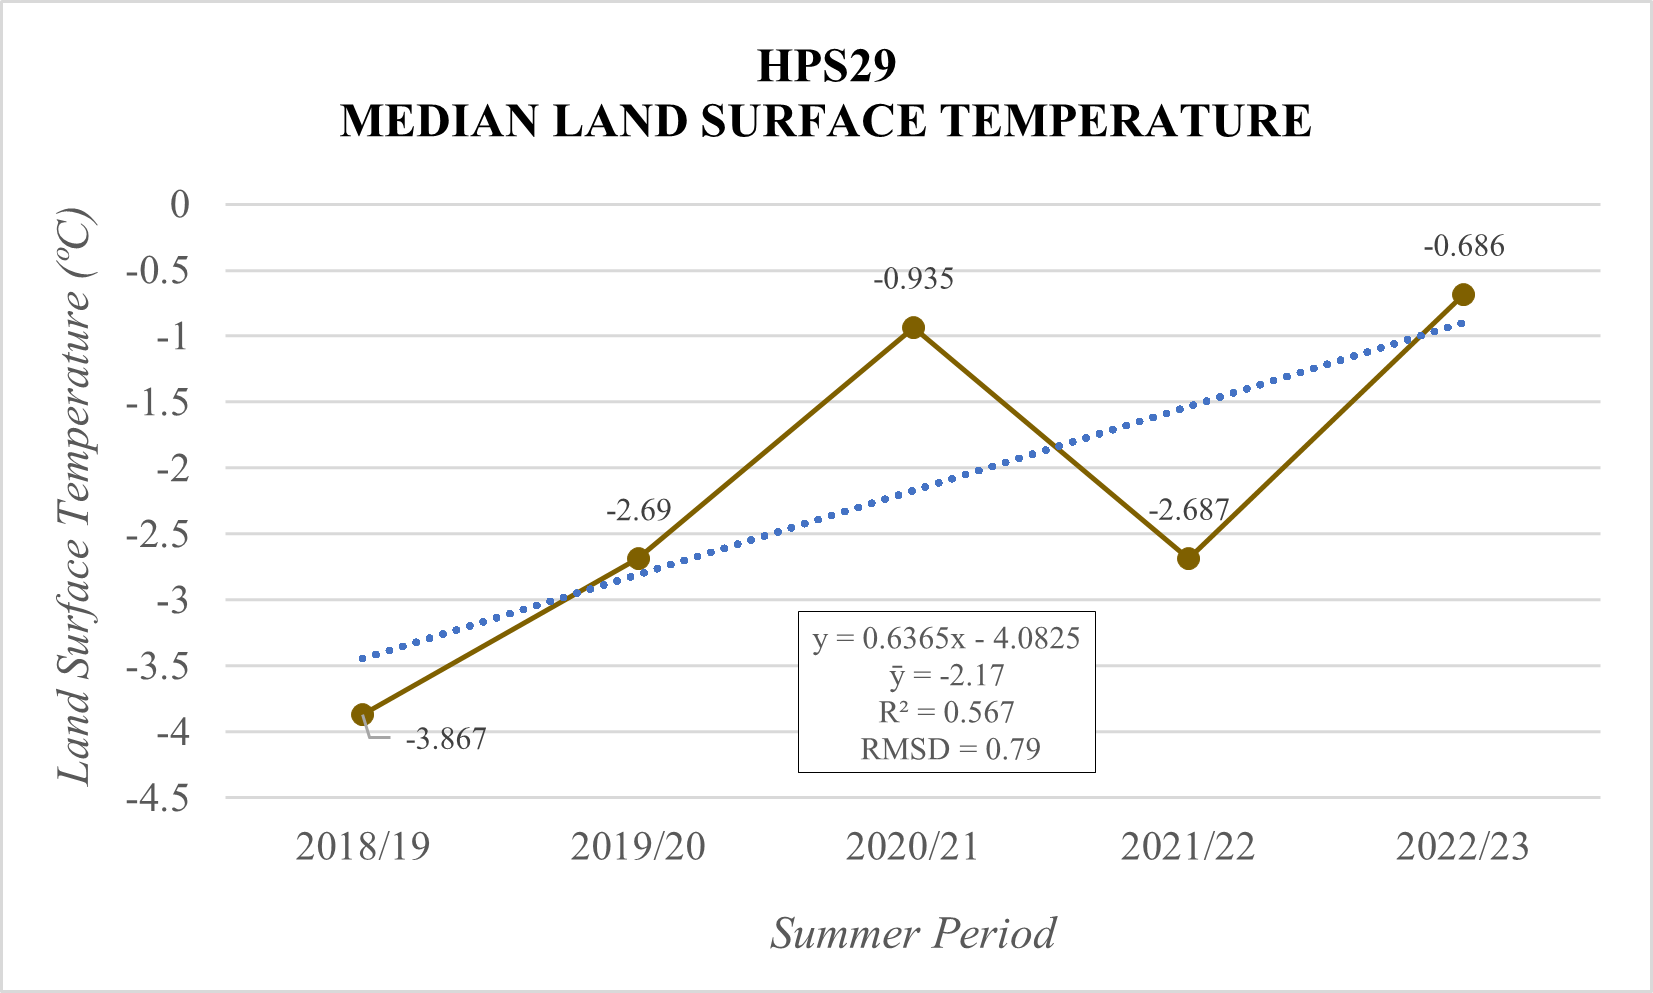 HPS29
MEDIAN LAND SURFACE TEMPERATURE
Land Surface Temperature (ºC)
0
-0.5
-1
-1.5
-2
-2.5
-3
-3.5
-4
-4.5
-3.867
-2.69
-0.935
-2.687
-0.686
y = 0.6365x - 4.0825
ȳ = -2.17
R² = 0.567
RMSD = 0.79
2018/19
2019/20
2020/21
2021/22
2022/23
Summer Period